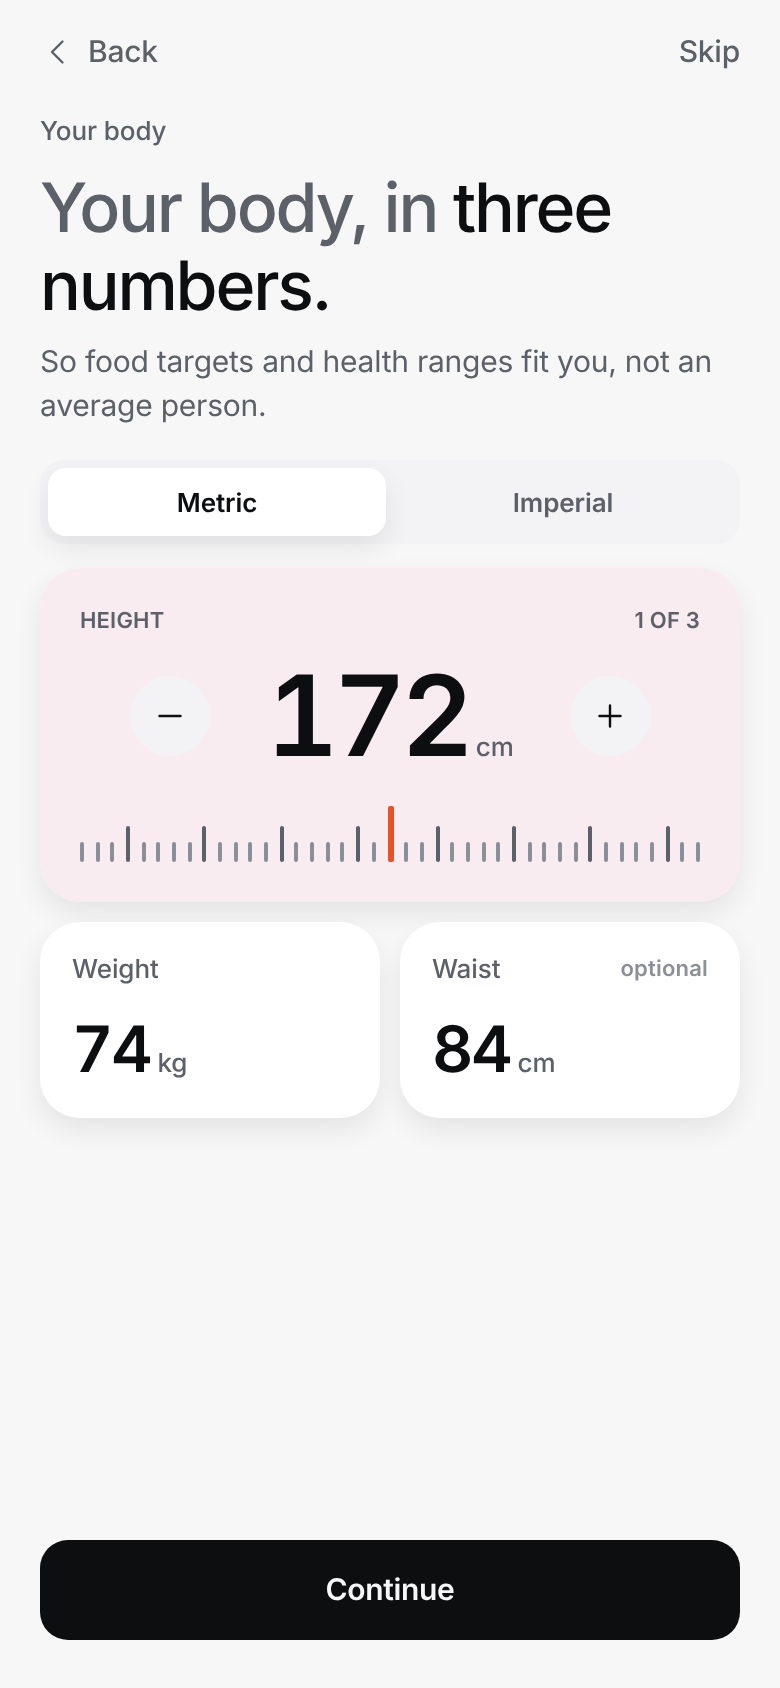 Back
Skip
Your body
Your body, in three
numbers.
So food targets and health ranges fit you, not an
average person.
Metric
Imperial
HEIGHT
1 OF 3
172 cm
Weight
74 kg
Waist
optional
84 cm
Continue